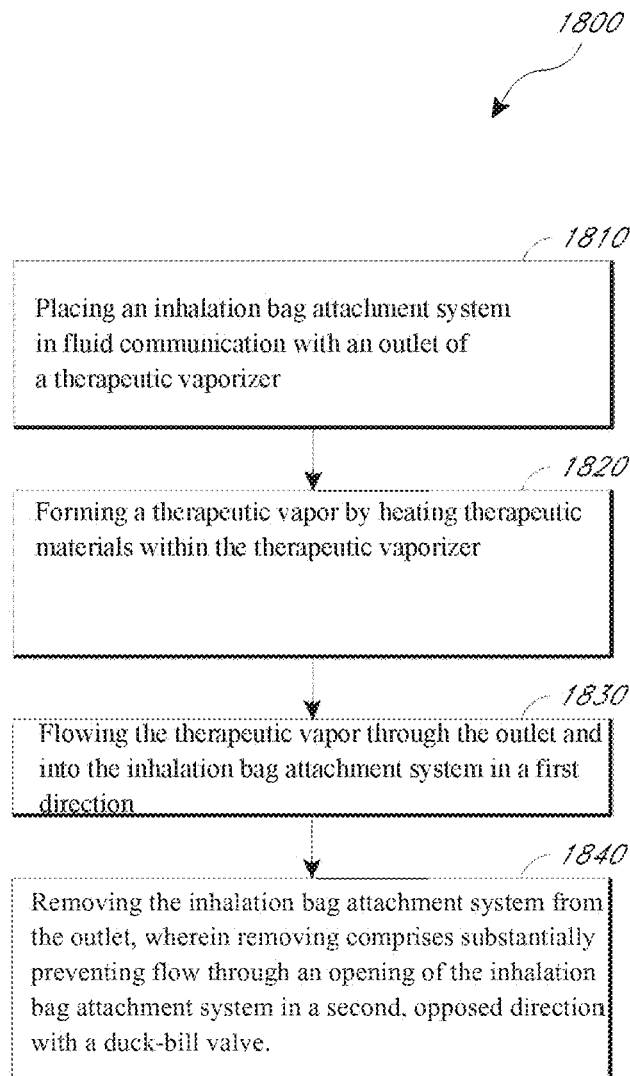 1800
1810
Placing an inhalation bag attachment system
in fluid communication with an outlet of
a therapeutic vaporizer
1820
Forming a therapeutic vapor by heating therapeutic
materials within the therapeutic vaporizer
1830
Flowing the therapeutic vapor through the outlet and
into the inhalation bag attachment system in a first
direction
1840
Removing the inhalation bag attachment system from
the outlet, wherein removing comprises substantially
preventing flow through an opening of the inhalation
bag attachment system in a second, opposed direction
with a duck-bill valve.